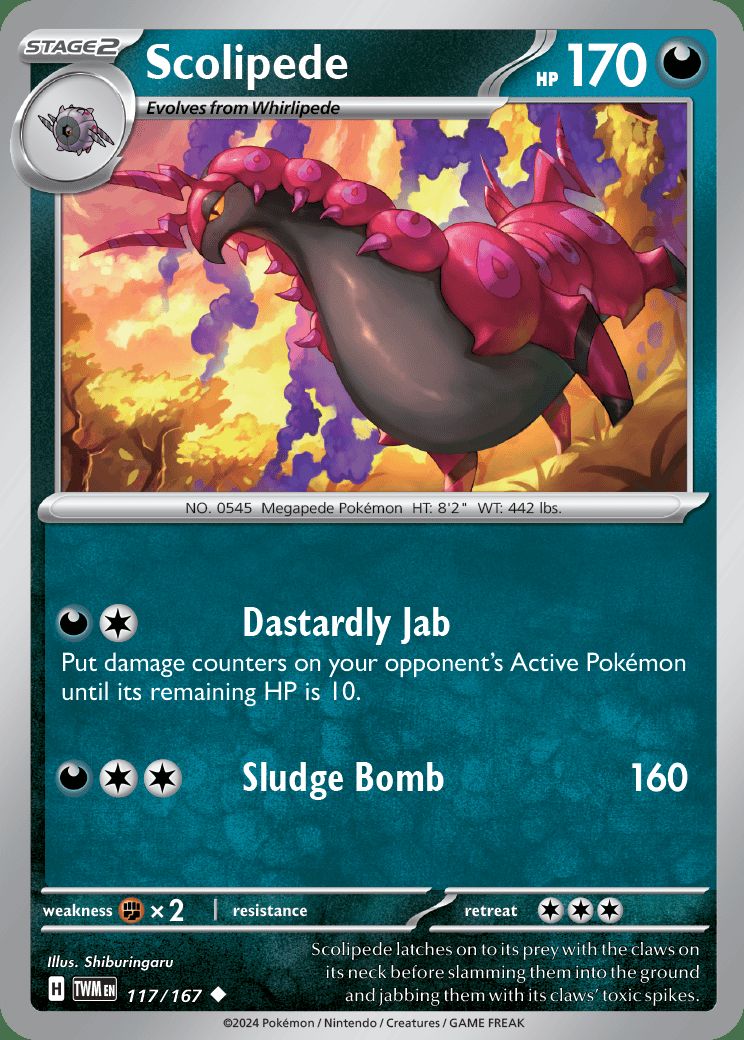 STAGE2
Scolipede
HP 170
Evolves from Whirlipede
NO. 0545 Megapede Pokémon HT: 8'2" WT: 442 lbs.
Dastardly Jab
Put damage counters on your opponent's Active Pokémon
until its remaining HP is 10.
Sludge Bomb 160
weakness ×2 resistance retreat
Illus. Shiburingaru
Scolipede latches on to its prey with the claws on
its neck before slamming them into the ground
and jabbing them with its claws' toxic spikes.
H TWM EN 117/167
©2024 Pokémon / Nintendo / Creatures / GAME FREAK